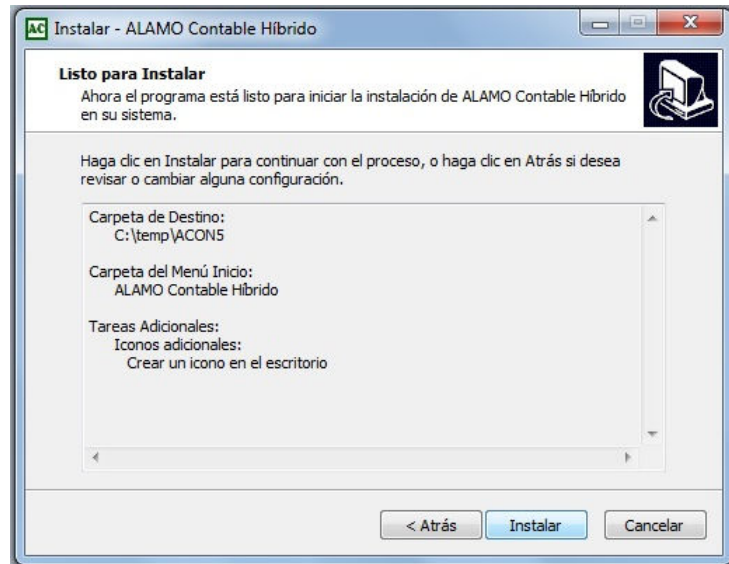 AC Instalar - ALAMO Contable Híbrido
Listo para Instalar
Ahora el programa está listo para iniciar la instalación de ALAMO Contable Híbrido
en su sistema.
Haga clic en Instalar para continuar con el proceso, o haga clic en Atrás si desea
revisar o cambiar alguna configuración.
Carpeta de Destino:
C:\temp\ACON5
Carpeta del Menú Inicio:
ALAMO Contable Híbrido
Tareas Adicionales:
Iconos adicionales:
Crear un icono en el escritorio
< Atrás
Instalar
Cancelar